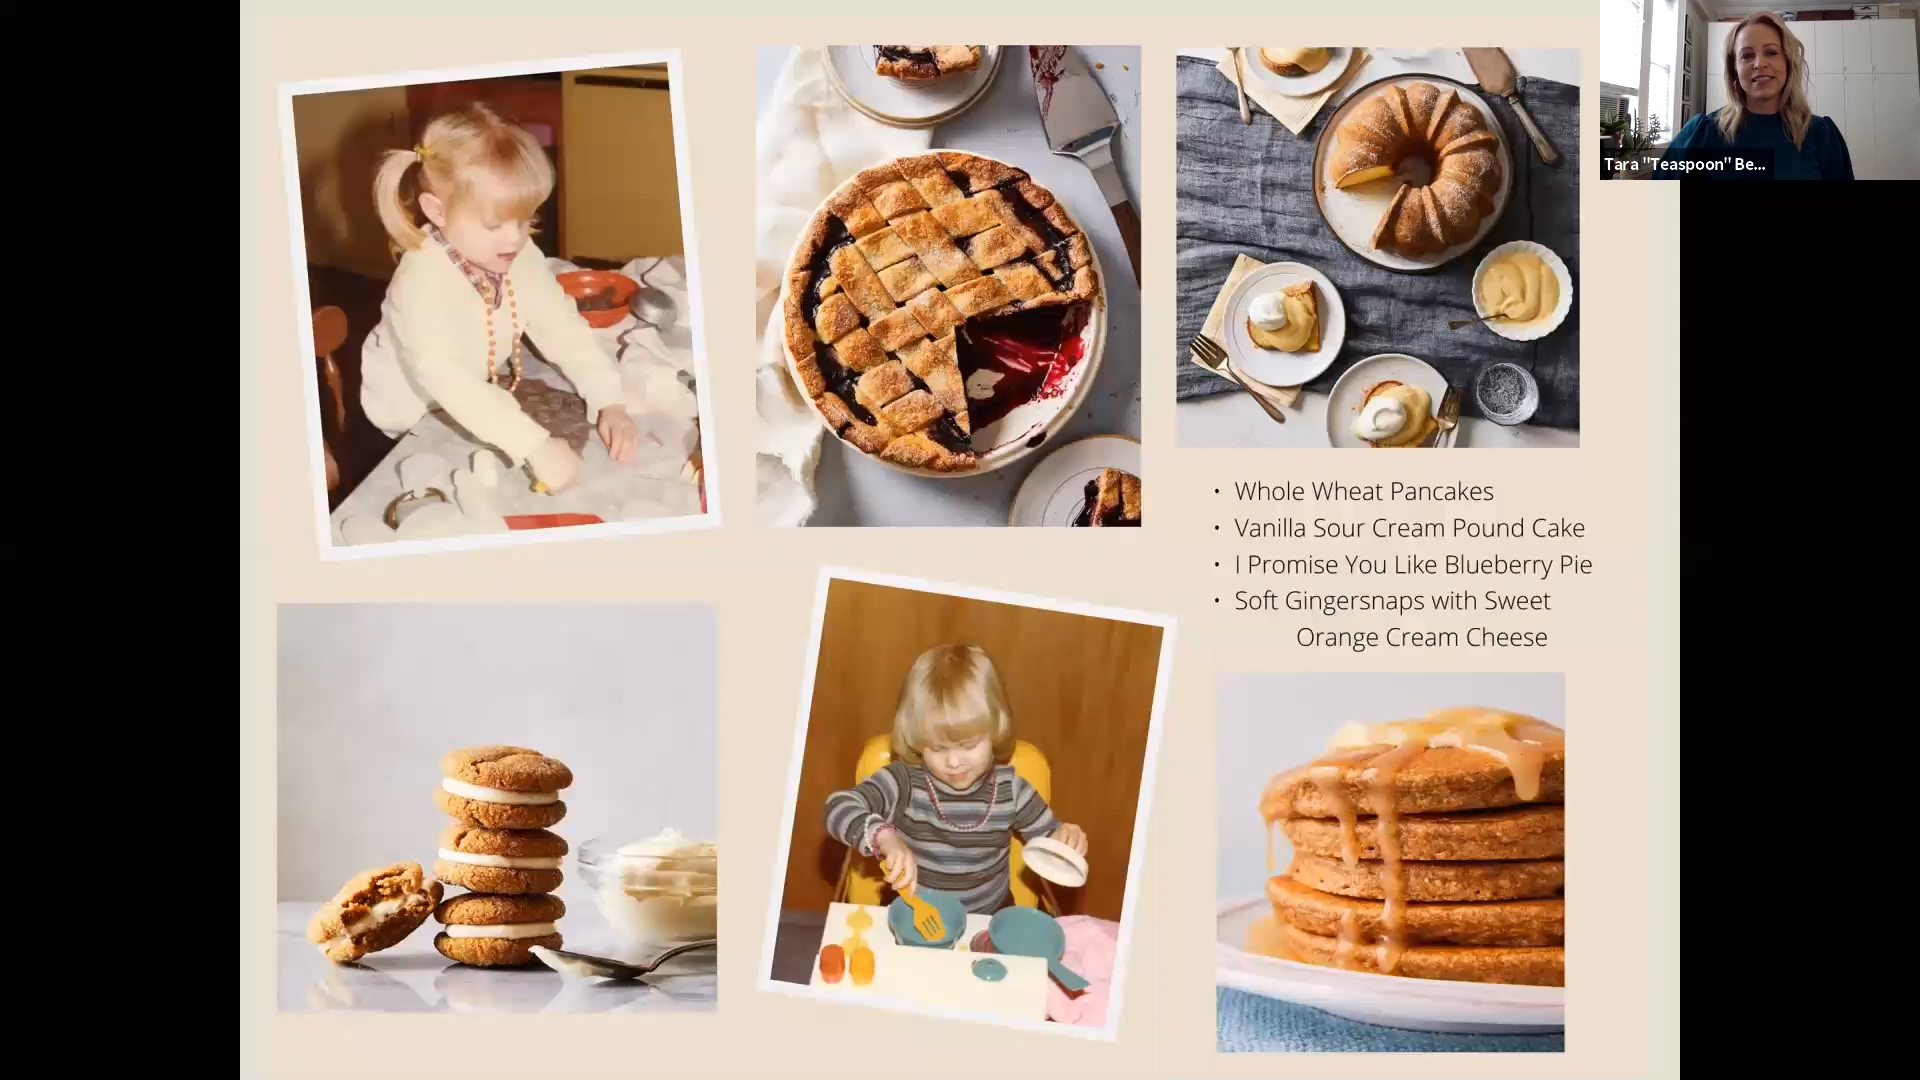 Tara "Teaspoon" Be...
• Whole Wheat Pancakes
• Vanilla Sour Cream Pound Cake
• I Promise You Like Blueberry Pie
• Soft Gingersnaps with Sweet
Orange Cream Cheese